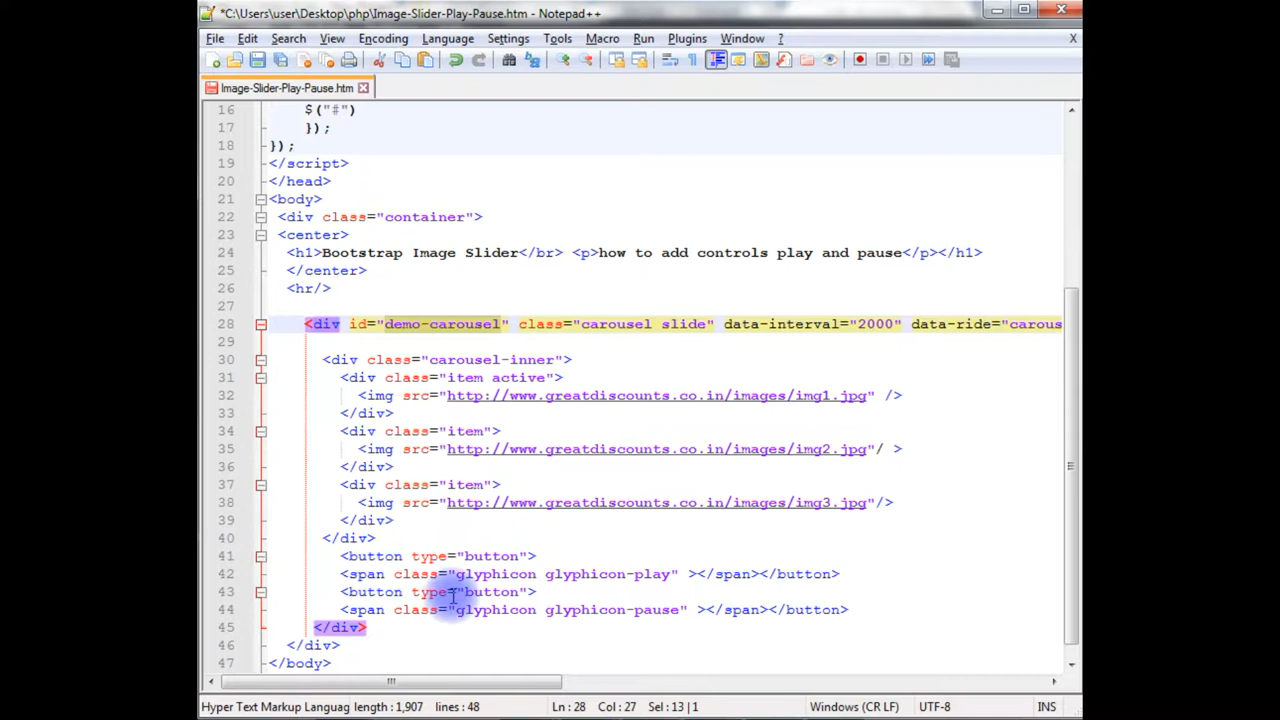 *C:\Users\user\Desktop\php\Image-Slider-Play-Pause.htm - Notepad++
File Edit Search View Encoding Language Settings Tools Macro Run Plugins Window ? X
Image-Slider-Play-Pause.htm
16 $("#")
17 });
18 });
19 </script>
20 </head>
21 <body>
22 <div class="container">
23 <center>
24 <h1>Bootstrap Image Slider</br> <p>how to add controls play and pause</p></h1>
25 </center>
26 <hr/>
27
28 <div id="demo-carousel" class="carousel slide" data-interval="2000" data-ride="carous
29
30 <div class="carousel-inner">
31 <div class="item active">
32 <img src="http://www.greatdiscounts.co.in/images/img1.jpg" />
33 </div>
34 <div class="item">
35 <img src="http://www.greatdiscounts.co.in/images/img2.jpg"/ >
36 </div>
37 <div class="item">
38 <img src="http://www.greatdiscounts.co.in/images/img3.jpg"/>
39 </div>
40 </div>
41 <button type="button">
42 <span class="glyphicon glyphicon-play" ></span></button>
43 <button type="button">
44 <span class="glyphicon glyphicon-pause" ></span></button>
45 </div>
46 </div>
47 </body>
Hyper Text Markup Languag length : 1,907 lines : 48 Ln : 28 Col : 27 Sel : 13 | 1 Windows (CR LF) UTF-8 INS